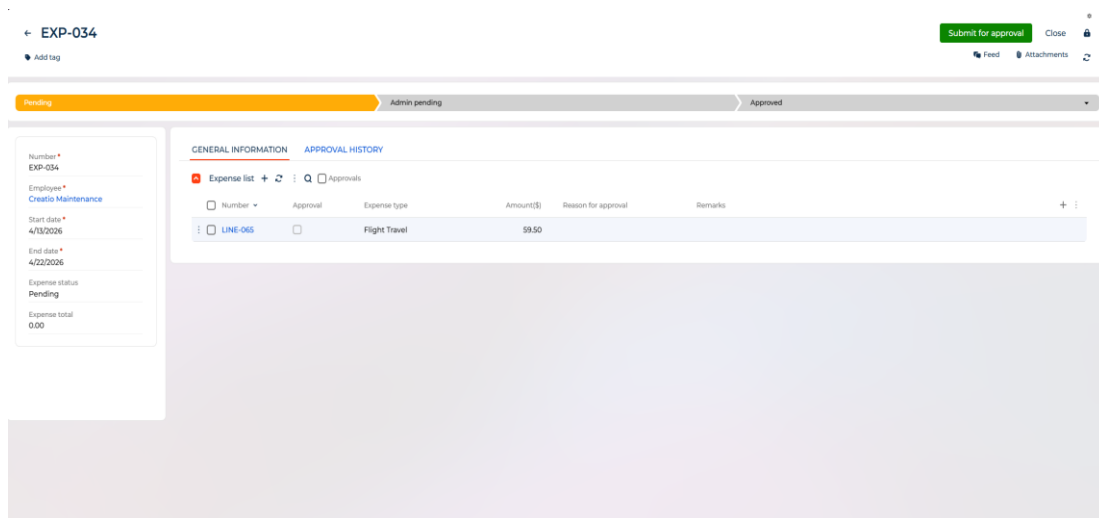 EXP-034
Submit for approval Close
Add tag
Feed Attachments
Pending Admin pending Approved
Number*
EXP-034
Employee*
Creatio Maintenance
Start date*
4/13/2026
End date*
4/22/2026
Expense status
Pending
Expense total
0.00
GENERAL INFORMATION APPROVAL HISTORY
Expense list Approvals
Number Approval Expense type Amount($) Reason for approval Remarks
LINE-065 Flight Travel 59.50